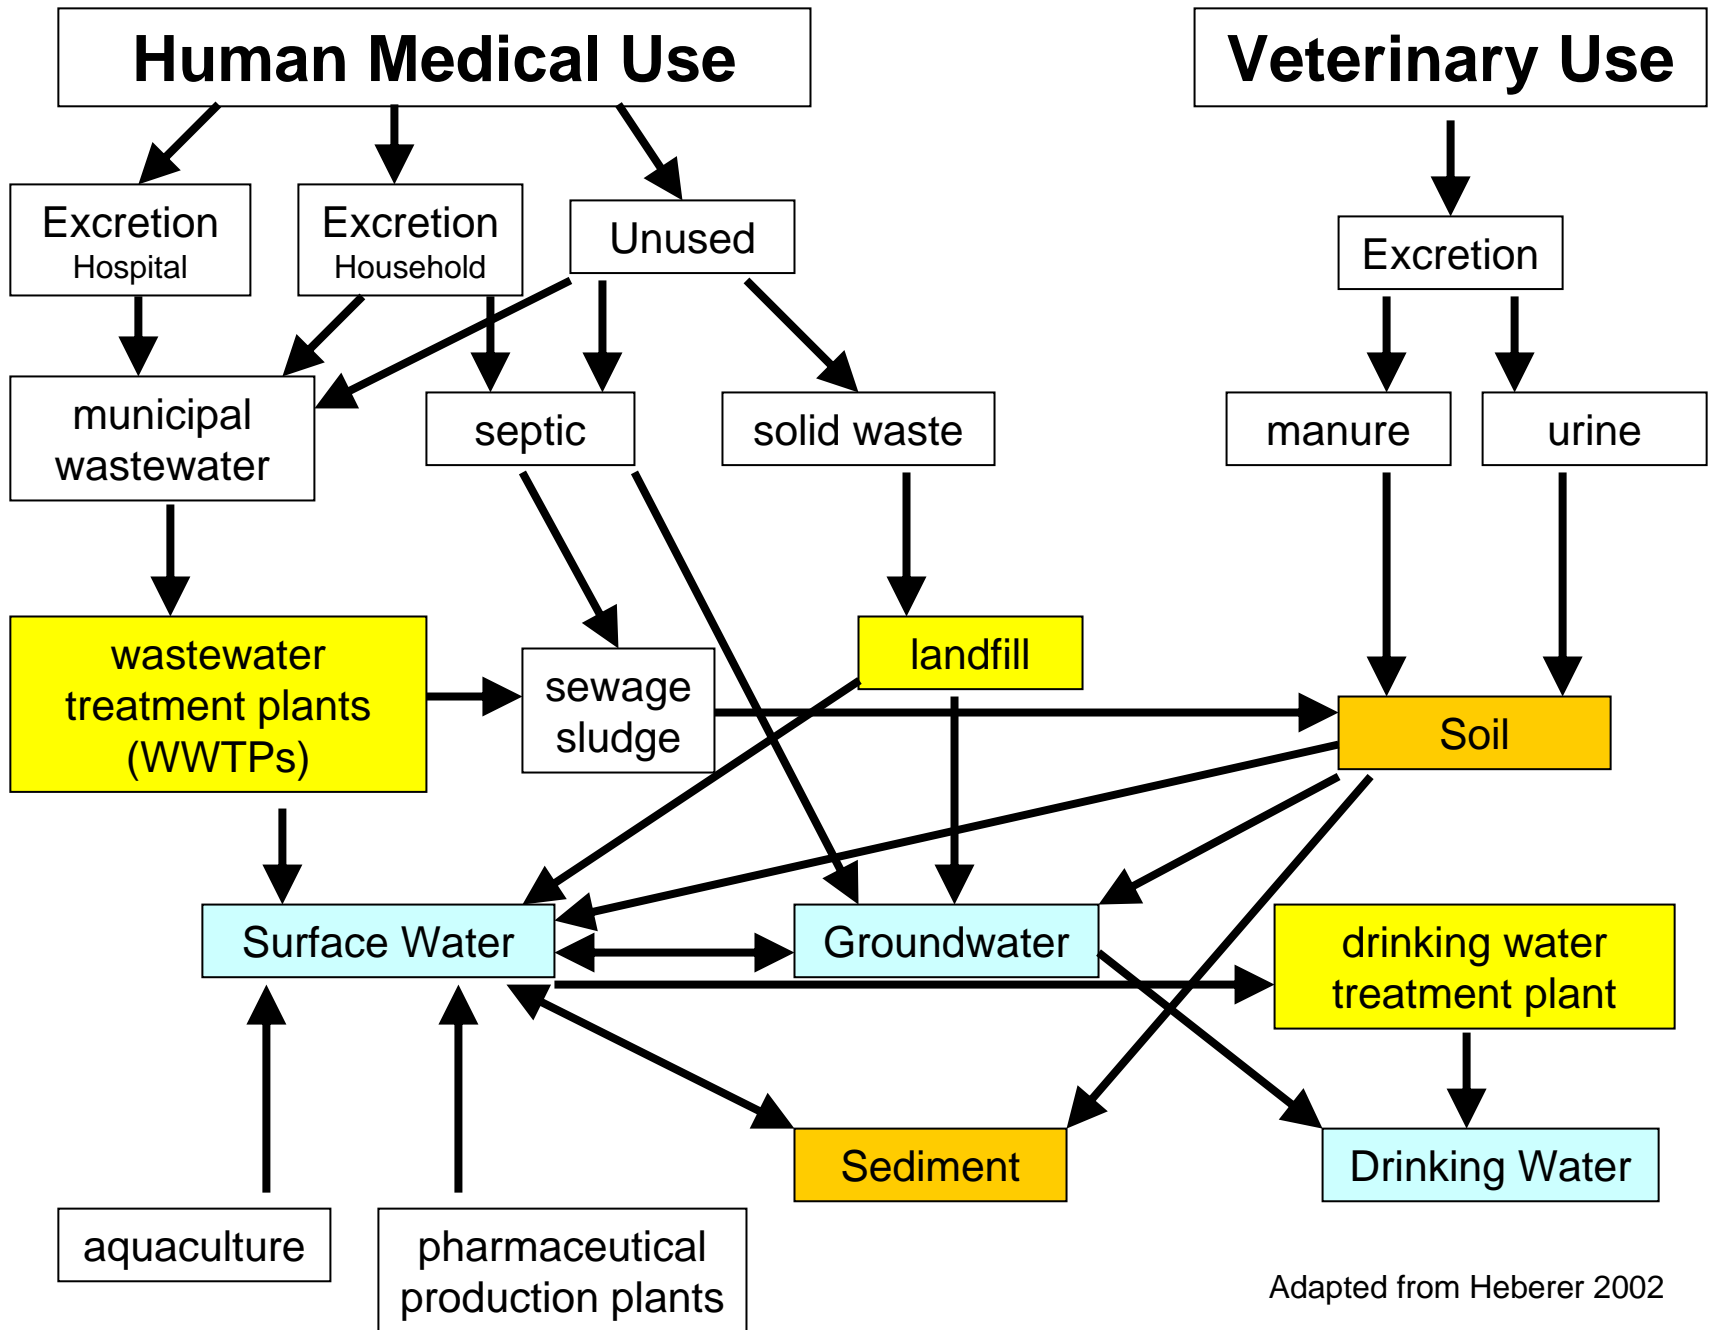 Human Medical Use
Veterinary Use
Excretion
Hospital
Excretion
Household
Unused
Excretion
municipal
wastewater
septic
solid waste
manure
urine
wastewater
treatment plants
(WWTPs)
sewage
sludge
landfill
Soil
Surface Water
Groundwater
drinking water
treatment plant
Sediment
Drinking Water
aquaculture
pharmaceutical
production plants
Adapted from Heberer 2002